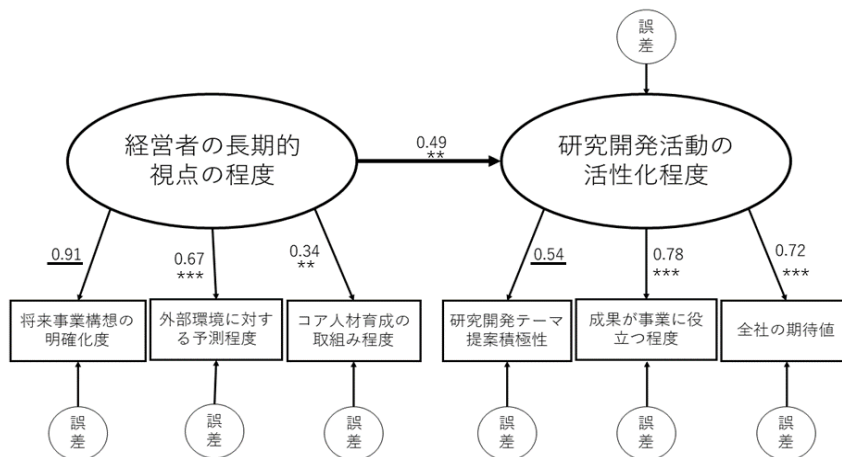 誤
差
経営者の長期的
視点の程度
0.49
**
研究開発活動の
活性化程度
0.91
0.67
***
0.34
**
0.54
0.78
***
0.72
***
将来事業構想の
明確化度
外部環境に対す
る予測程度
コア人材育成の
取組み程度
研究開発テーマ
提案積極性
成果が事業に役
立つ程度
全社の期待値
誤
差
誤
差
誤
差
誤
差
誤
差
誤
差